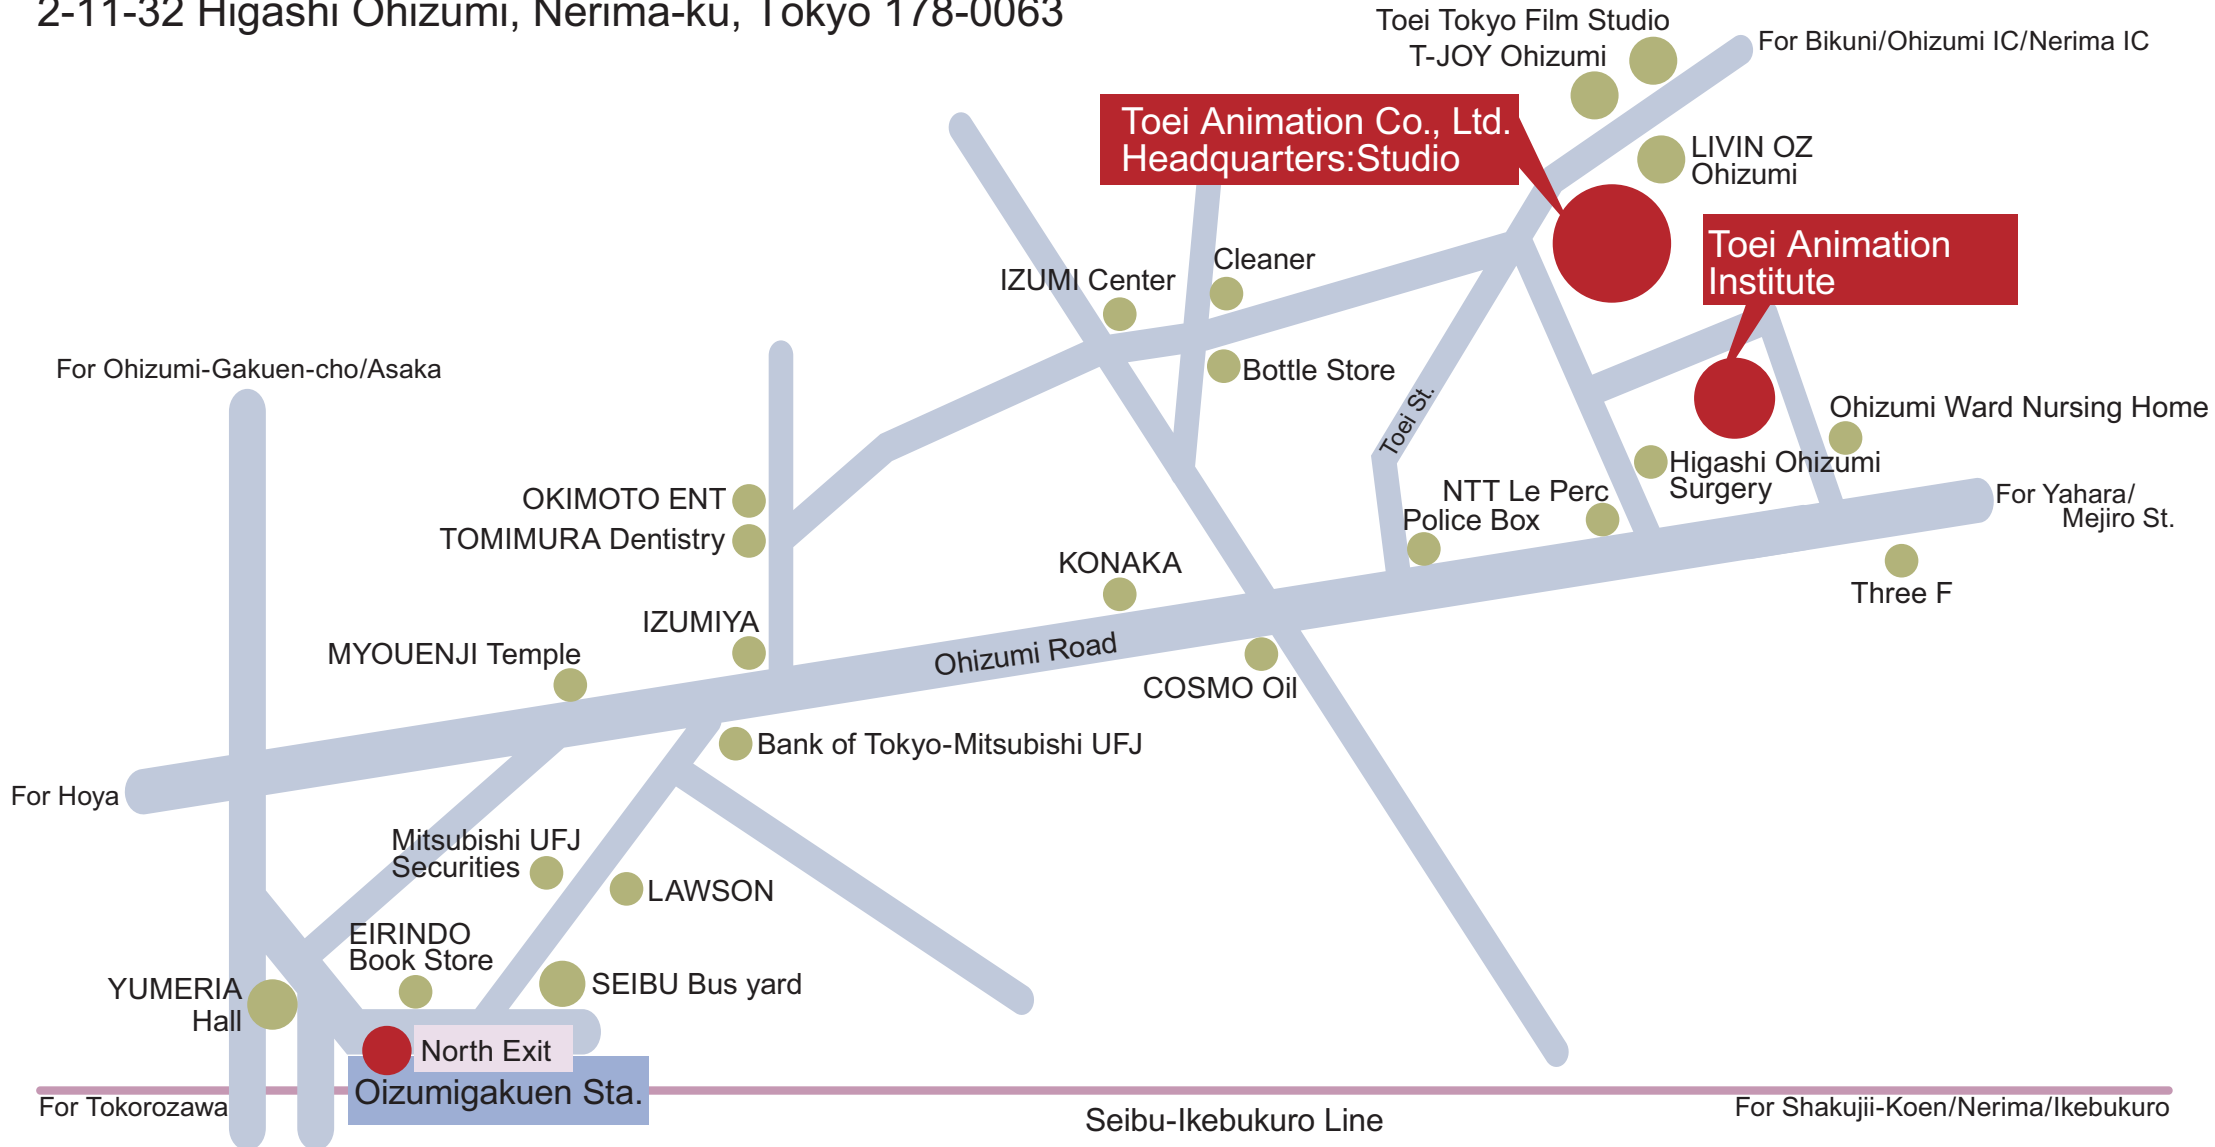 2-11-32 Higashi Ohizumi, Nerima-ku, Tokyo 178-0063
Toei Tokyo Film Studio
T-JOY Ohizumi
For Bikuni/Ohizumi IC/Nerima IC
Toei Animation Co., Ltd.
Headquarters:Studio
LIVIN OZ
Ohizumi
Toei Animation
Institute
Cleaner
IZUMI Center
Bottle Store
For Ohizumi-Gakuen-cho/Asaka
Toei St.
Ohizumi Ward Nursing Home
Higashi Ohizumi
Surgery
OKIMOTO ENT
TOMIMURA Dentistry
NTT Le Perc
Police Box
For Yahara/
Mejiro St.
KONAKA
Three F
IZUMIYA
MYOUENJI Temple
Ohizumi Road
COSMO Oil
Bank of Tokyo-Mitsubishi UFJ
For Hoya
Mitsubishi UFJ
Securities
LAWSON
EIRINDO
Book Store
SEIBU Bus yard
YUMERIA
Hall
North Exit
Oizumigakuen Sta.
For Tokorozawa
Seibu-Ikebukuro Line
For Shakujii-Koen/Nerima/Ikebukuro